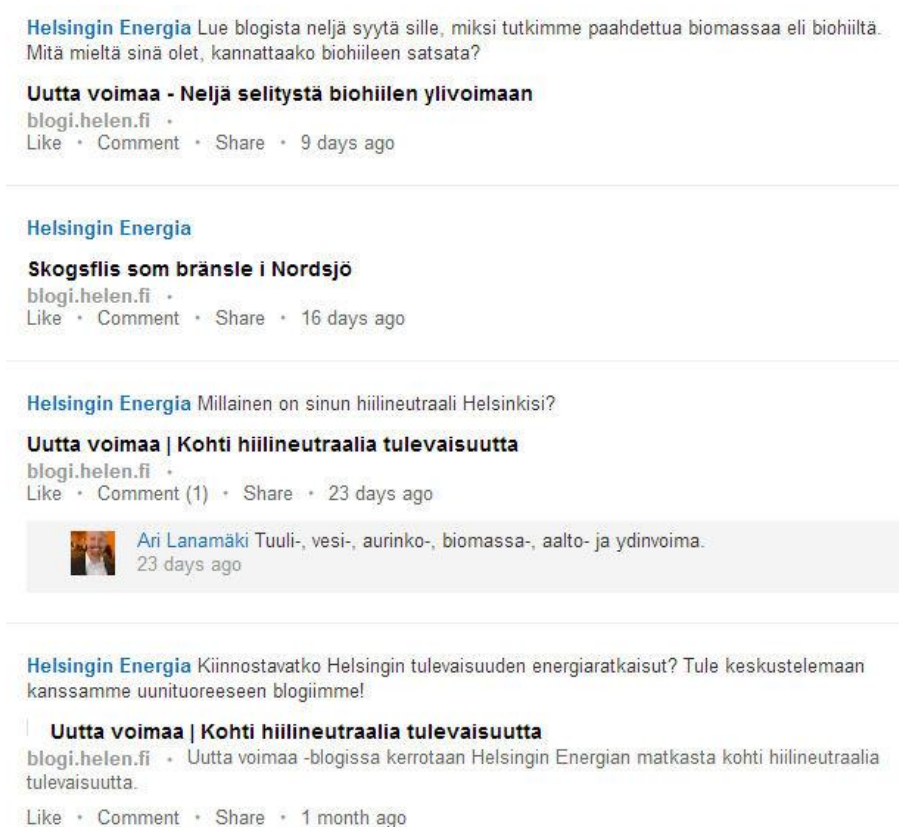 Helsingin Energia Lue blogista neljä syytä sille, miksi tutkimme paahdettua biomassaa eli biohiiltä.
Mitä mieltä sinä olet, kannattaako biohiileen satsata?
Uutta voimaa - Neljä selitystä biohiilen ylivoimaan
blogi.helen.fi ·
Like · Comment · Share · 9 days ago
Helsingin Energia
Skogsflis som bränsle i Nordsjö
blogi.helen.fi ·
Like · Comment · Share · 16 days ago
Helsingin Energia Millainen on sinun hiilineutraali Helsinkisi?
Uutta voimaa | Kohti hiilineutraalia tulevaisuutta
blogi.helen.fi ·
Like · Comment (1) · Share · 23 days ago
Ari Lanamäki Tuuli-, vesi-, aurinko-, biomassa-, aalto- ja ydinvoima.
23 days ago
Helsingin Energia Kiinnostavatko Helsingin tulevaisuuden energiaratkaisut? Tule keskustelemaan
kanssamme uunituoreeseen blogiimme!
Uutta voimaa | Kohti hiilineutraalia tulevaisuutta
blogi.helen.fi · Uutta voimaa -blogissa kerrotaan Helsingin Energian matkasta kohti hiilineutraalia
tulevaisuutta.
Like · Comment · Share · 1 month ago